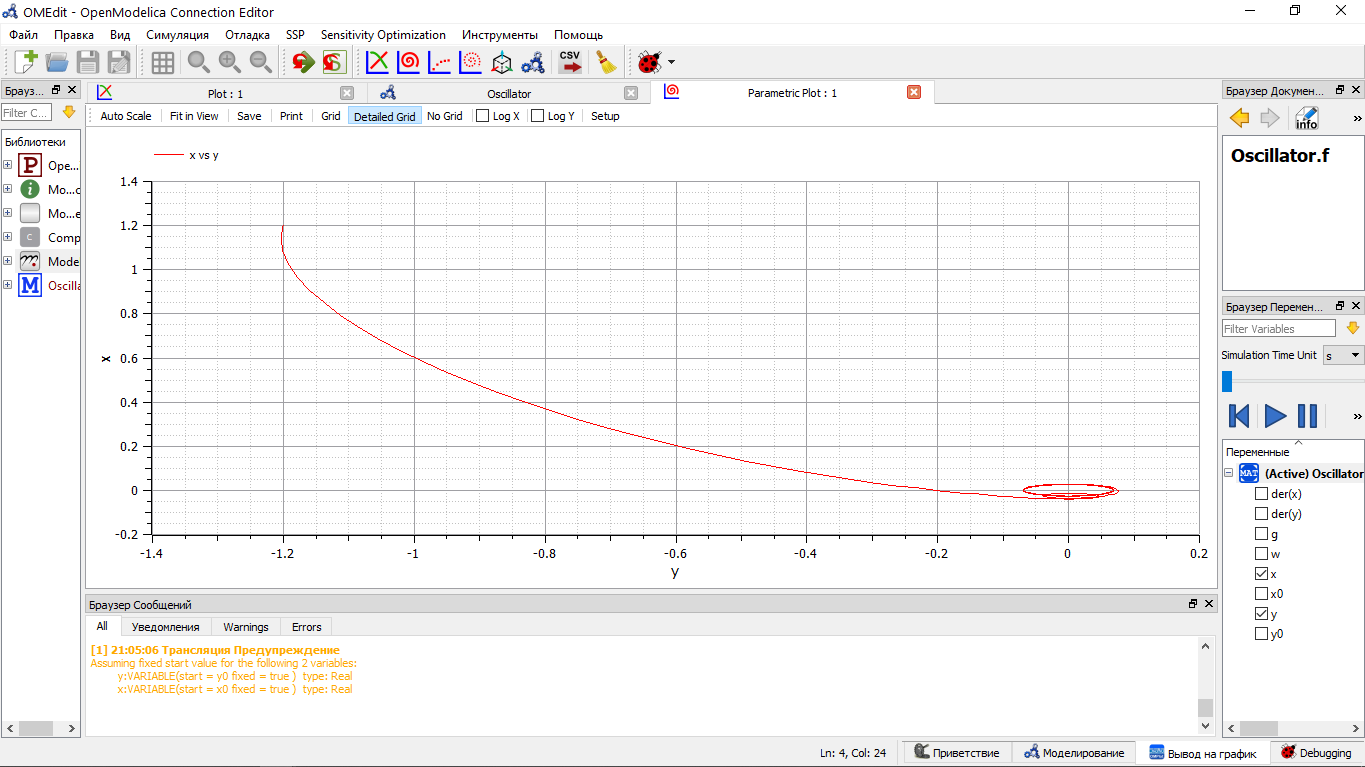 OMEdit - OpenModelica Connection Editor
Файл Правка Вид Симуляция Отладка SSP Sensitivity Optimization Инструменты Помощь
CSV
Брауз...
Plot : 1
Oscillator
Parametric Plot : 1
Браузер Докумен...
Filter C...
Auto Scale Fit in View Save Print Grid Detailed Grid No Grid Log X Log Y Setup
info
»
Библиотеки
P Оре...
i Mo...c
Mo...e
C Comp
Mode
M Oscilla
Oscillator.f
x vs y
1.4
1.2
1
0.8
0.6
0.4
0.2
0
-0.2
x
-1.4 -1.2 -1 -0.8 -0.6 -0.4 -0.2 0 0.2
y
Браузер Перемен...
Filter Variables
Simulation Time Unit s
»
Переменные
MAT (Active) Oscillator
der(x)
der(y)
g
w
x
x0
y
y0
Браузер Сообщений
All Уведомления Warnings Errors
[1] 21:05:06 Трансляция Предупреждение
Assuming fixed start value for the following 2 variables:
y:VARIABLE(start = y0 fixed = true ) type: Real
x:VARIABLE(start = x0 fixed = true ) type: Real
Ln: 4, Col: 24 Приветствие Моделирование Вывод на график Debugging